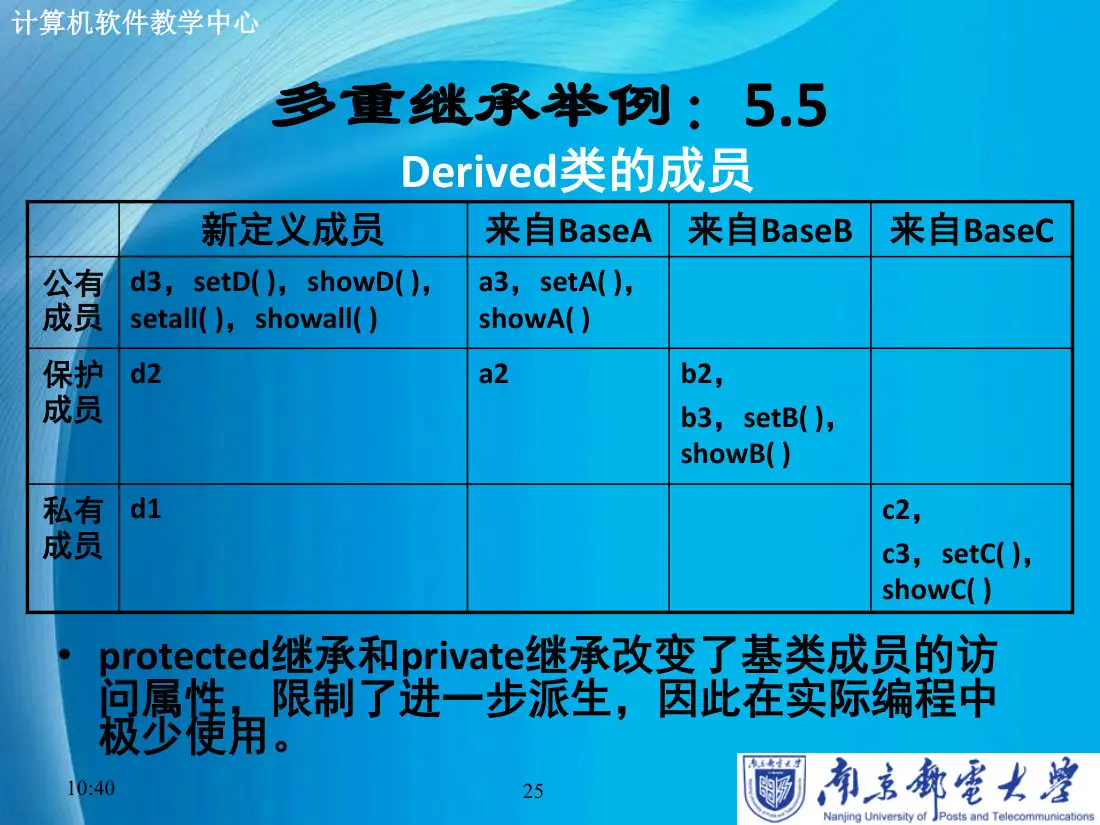 计算机软件教学中心
多重继承举例：5.5
Derived类的成员
新定义成员 来自BaseA 来自BaseB 来自BaseC
公有成员 d3，setD( )，showD( )，
setall( )，showall( ) a3，setA( )，
showA( )
保护成员 d2 a2 b2，
b3，setB( )，
showB( )
私有成员 d1 c2，
c3，setC( )，
showC( )
• protected继承和private继承改变了基类成员的访
问属性，限制了进一步派生，因此在实际编程中
极少使用。
10:40
25
南京邮电大学
Nanjing University of Posts and Telecommunications